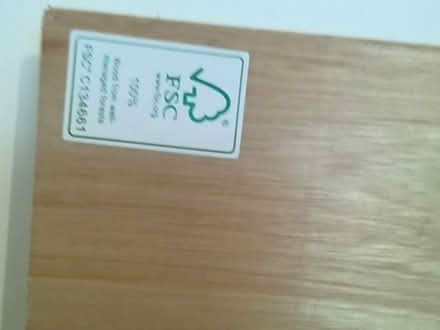 ®
FSC
www.fsc.org
100%
Wood from well-
managed forests
FSC® C134661